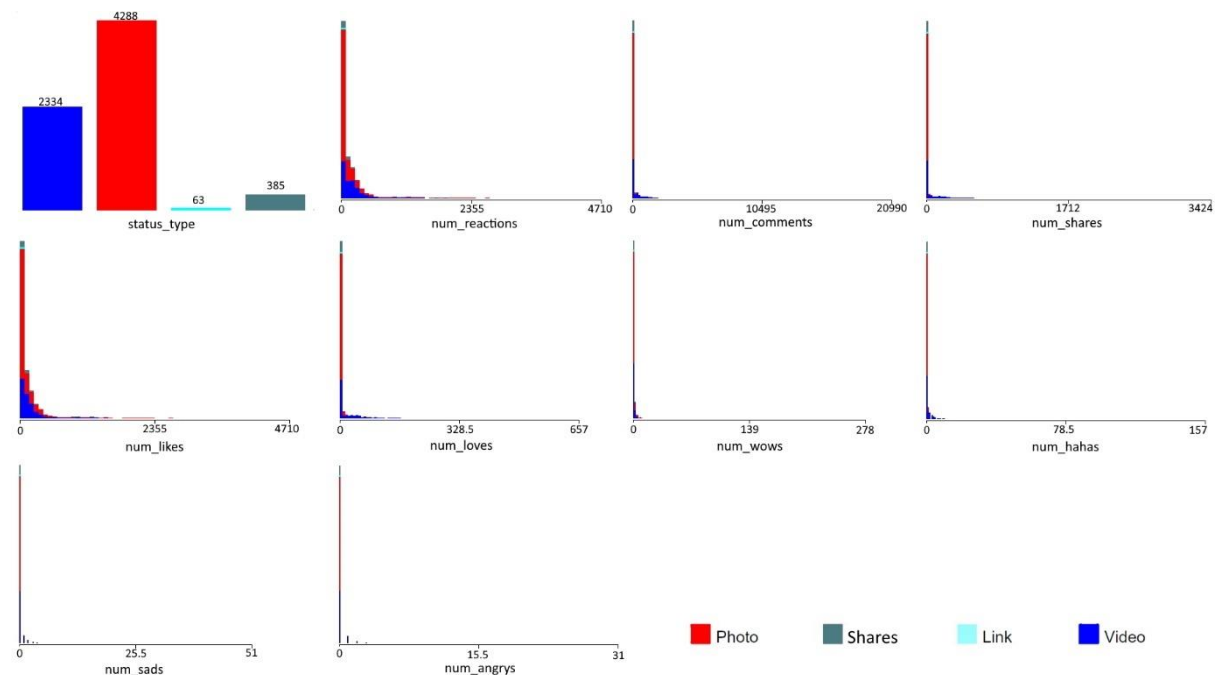 4288
2334
63
385
status_type
0 2355 4710
num_reactions
0 10495 20990
num_comments
0 1712 3424
num_shares
0 2355 4710
num_likes
0 328.5 657
num_loves
0 139 278
num_wows
0 78.5 157
num_hahas
0 25.5 51
num_sads
0 15.5 31
num_angrys
Photo Shares Link Video